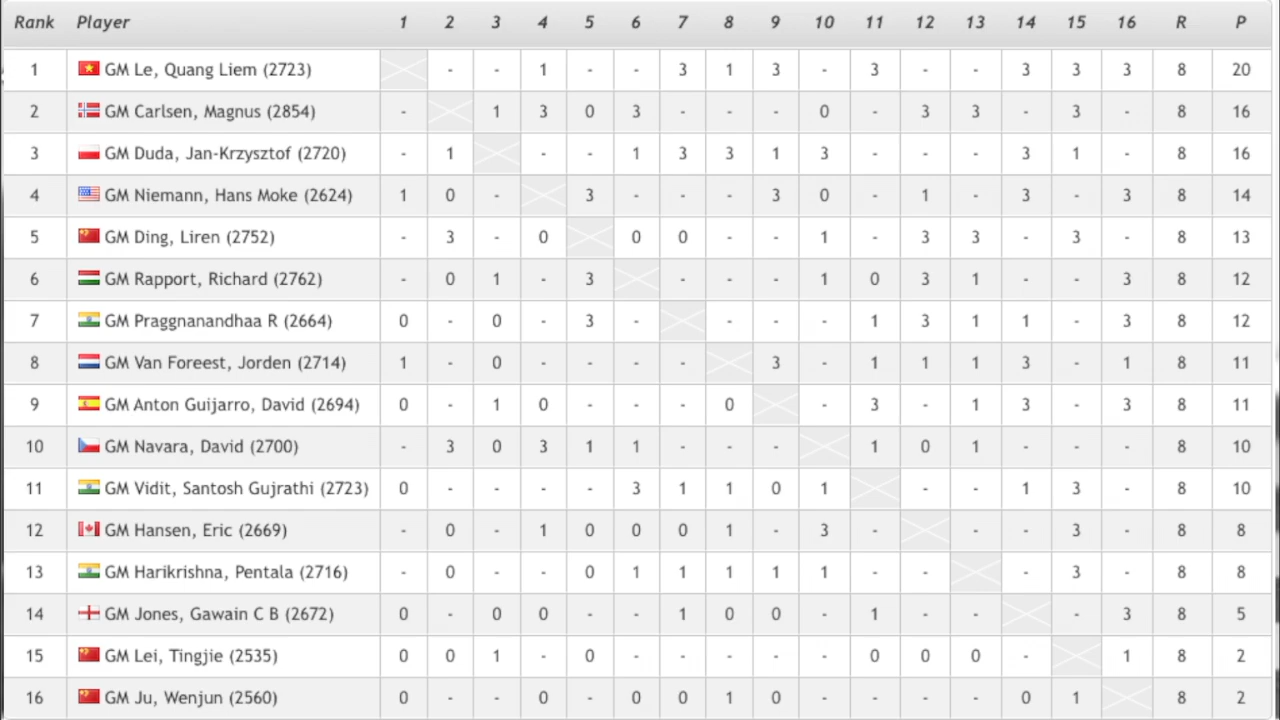 Rank Player 1 2 3 4 5 6 7 8 9 10 11 12 13 14 15 16 R P
1 GM Le, Quang Liem (2723) - - 1 - - 3 1 3 - 3 - - 3 3 3 8 20
2 GM Carlsen, Magnus (2854) - 1 3 0 3 - - - 0 - 3 3 - 3 - 8 16
3 GM Duda, Jan-Krzysztof (2720) - 1 - - 1 3 3 1 3 - - - 3 1 - 8 16
4 GM Niemann, Hans Moke (2624) 1 0 - 3 - - - 3 0 - 1 - 3 - 3 8 14
5 GM Ding, Liren (2752) - 3 - 0 0 0 - - 1 - 3 3 - 3 - 8 13
6 GM Rapport, Richard (2762) - 0 1 - 3 - - - 1 0 3 1 - - 3 8 12
7 GM Praggnanandhaa R (2664) 0 - 0 - 3 - - - - 1 3 1 1 - 3 8 12
8 GM Van Foreest, Jorden (2714) 1 - 0 - - - - 3 - 1 1 1 3 - 1 8 11
9 GM Anton Guijarro, David (2694) 0 - 1 0 - - - 0 - 3 - 1 3 - 3 8 11
10 GM Navara, David (2700) - 3 0 3 1 1 - - - 1 0 1 - - - 8 10
11 GM Vidit, Santosh Gujrathi (2723) 0 - - - - 3 1 1 0 1 - - 1 3 - 8 10
12 GM Hansen, Eric (2669) - 0 - 1 0 0 0 1 - 3 - - - 3 - 8 8
13 GM Harikrishna, Pentala (2716) - 0 - - 0 1 1 1 1 1 - - - 3 - 8 8
14 GM Jones, Gawain C B (2672) 0 - 0 0 - - 1 0 0 - 1 - - - 3 8 5
15 GM Lei, Tingjie (2535) 0 0 1 - 0 - - - - - 0 0 0 - 1 8 2
16 GM Ju, Wenjun (2560) 0 - - 0 - 0 0 1 0 - - - - 0 1 8 2